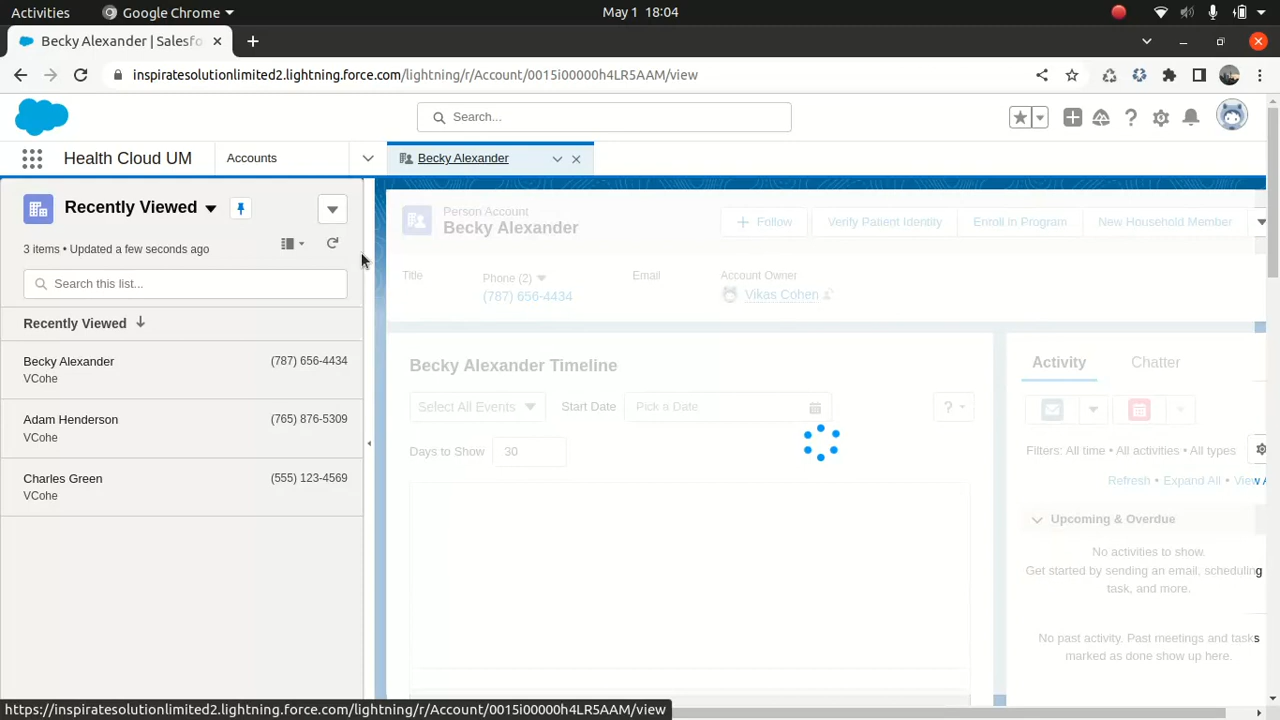 Activities
Google Chrome
May 1 18:04
Becky Alexander | Salesfo
inspiratesolutionlimited2.lightning.force.com/lightning/r/Account/0015i00000h4LR5AAM/view
Search...
Health Cloud UM
Accounts
Becky Alexander
Recently Viewed
3 items • Updated a few seconds ago
Search this list...
Recently Viewed
Becky Alexander
(787) 656-4434
VCohe
Adam Henderson
(765) 876-5309
VCohe
Charles Green
(555) 123-4569
VCohe
Person Account
Becky Alexander
Follow
Verify Patient Identity
Enroll in Program
New Household Member
Title
Phone (2)
Email
Account Owner
(787) 656-4434
Vikas Cohen
Becky Alexander Timeline
Select All Events
Start Date
Pick a Date
?
Days to Show
30
Activity
Chatter
Filters: All time • All activities • All types
Refresh • Expand All • View A
Upcoming & Overdue
No activities to show.
Get started by sending an email, scheduling
task, and more.
No past activity. Past meetings and tasks
marked as done show up here.
https://inspiratesolutionlimited2.lightning.force.com/lightning/r/Account/0015i00000h4LR5AAM/view